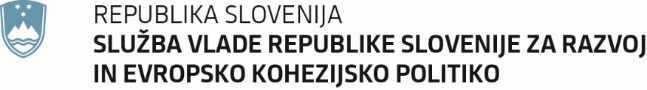 REPUBLIKA SLOVENIJA
SLUŽBA VLADE REPUBLIKE SLOVENIJE ZA RAZVOJ
IN EVROPSKO KOHEZIJSKO POLITIKO